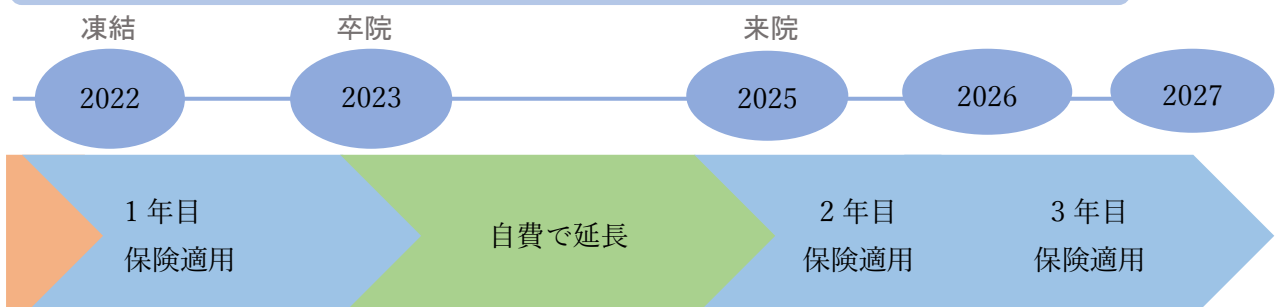 凍結
卒院
来院
2022
2023
2025
2026
2027
1 年目
保険適用
自費で延長
2 年目
保険適用
3 年目
保険適用